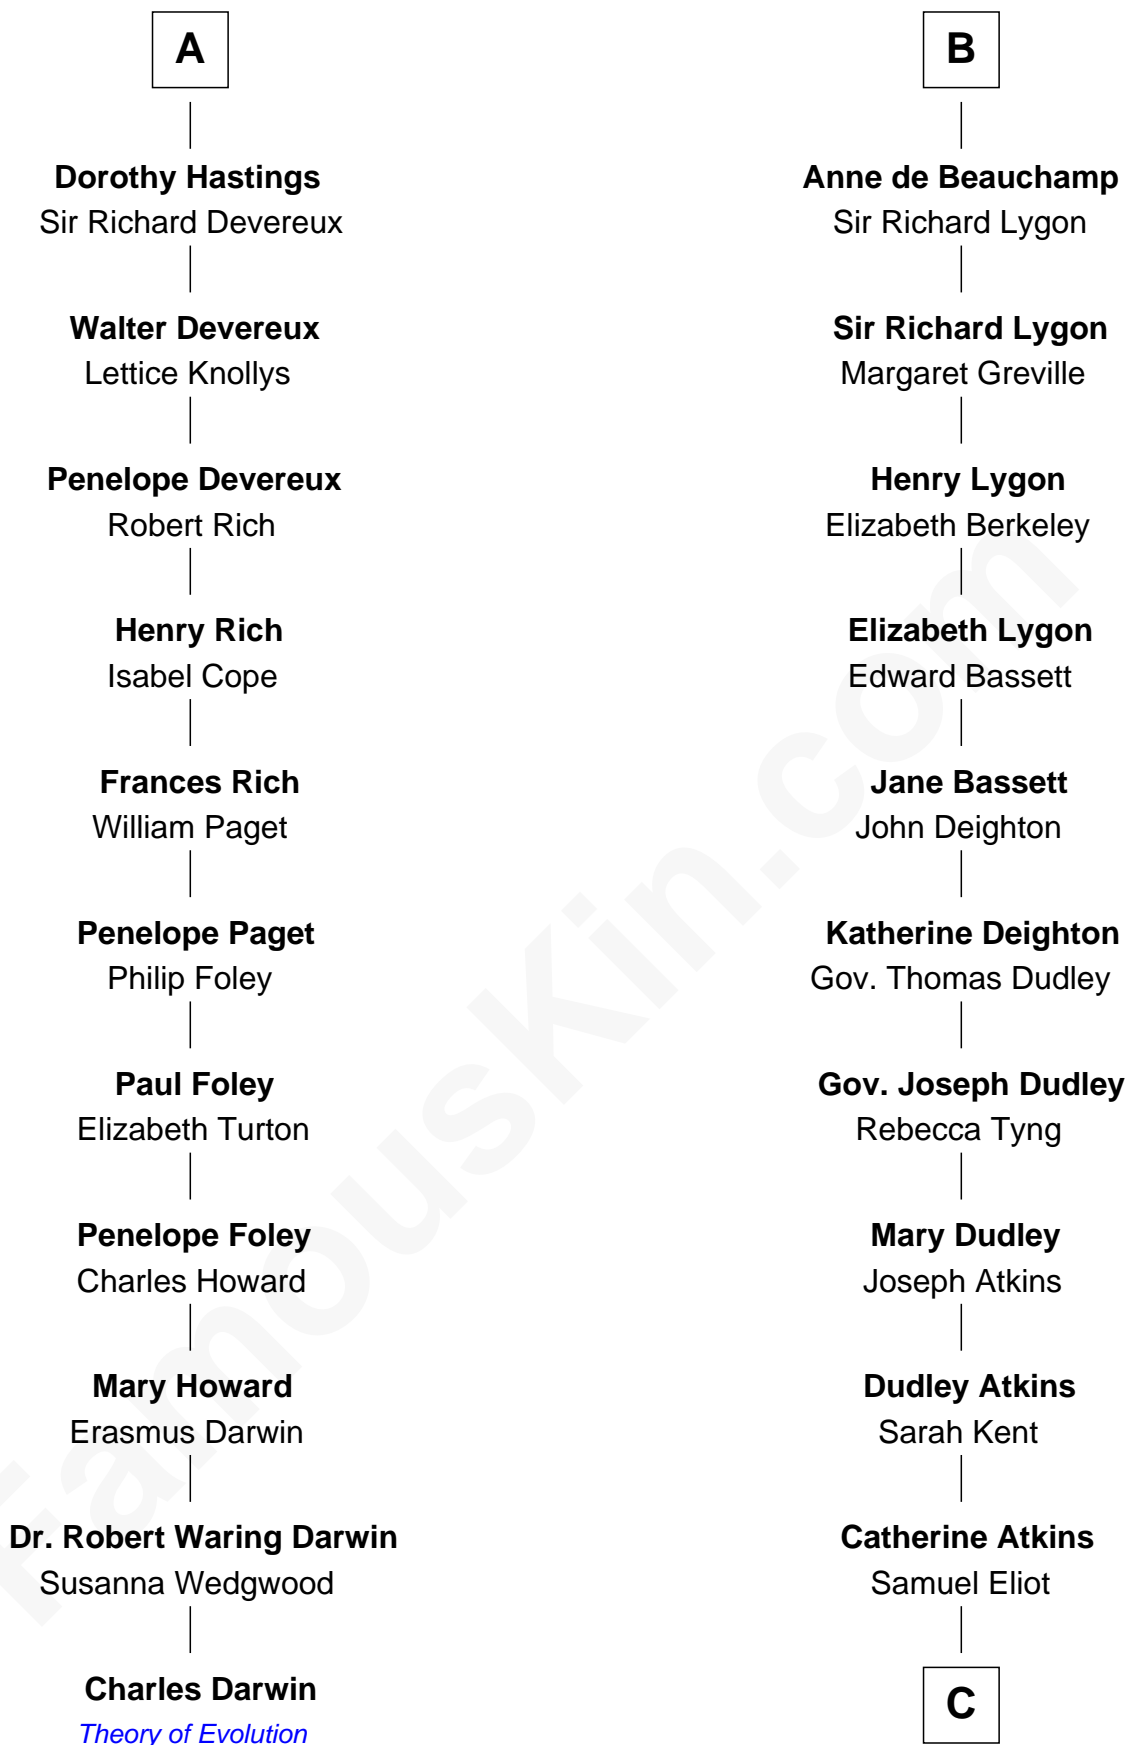 A
Dorothy Hastings
Sir Richard Devereux
Walter Devereux
Lettice Knollys
Penelope Devereux
Robert Rich
Henry Rich
Isabel Cope
Frances Rich
William Paget
Penelope Paget
Philip Foley
Paul Foley
Elizabeth Turton
Penelope Foley
Charles Howard
Mary Howard
Erasmus Darwin
Dr. Robert Waring Darwin
Susanna Wedgwood
Charles Darwin
Theory of Evolution
B
Anne de Beauchamp
Sir Richard Lygon
Sir Richard Lygon
Margaret Greville
Henry Lygon
Elizabeth Berkeley
Elizabeth Lygon
Edward Bassett
Jane Bassett
John Deighton
Katherine Deighton
Gov. Thomas Dudley
Gov. Joseph Dudley
Rebecca Tyng
Mary Dudley
Joseph Atkins
Dudley Atkins
Sarah Kent
Catherine Atkins
Samuel Eliot
C
FamousKin.com